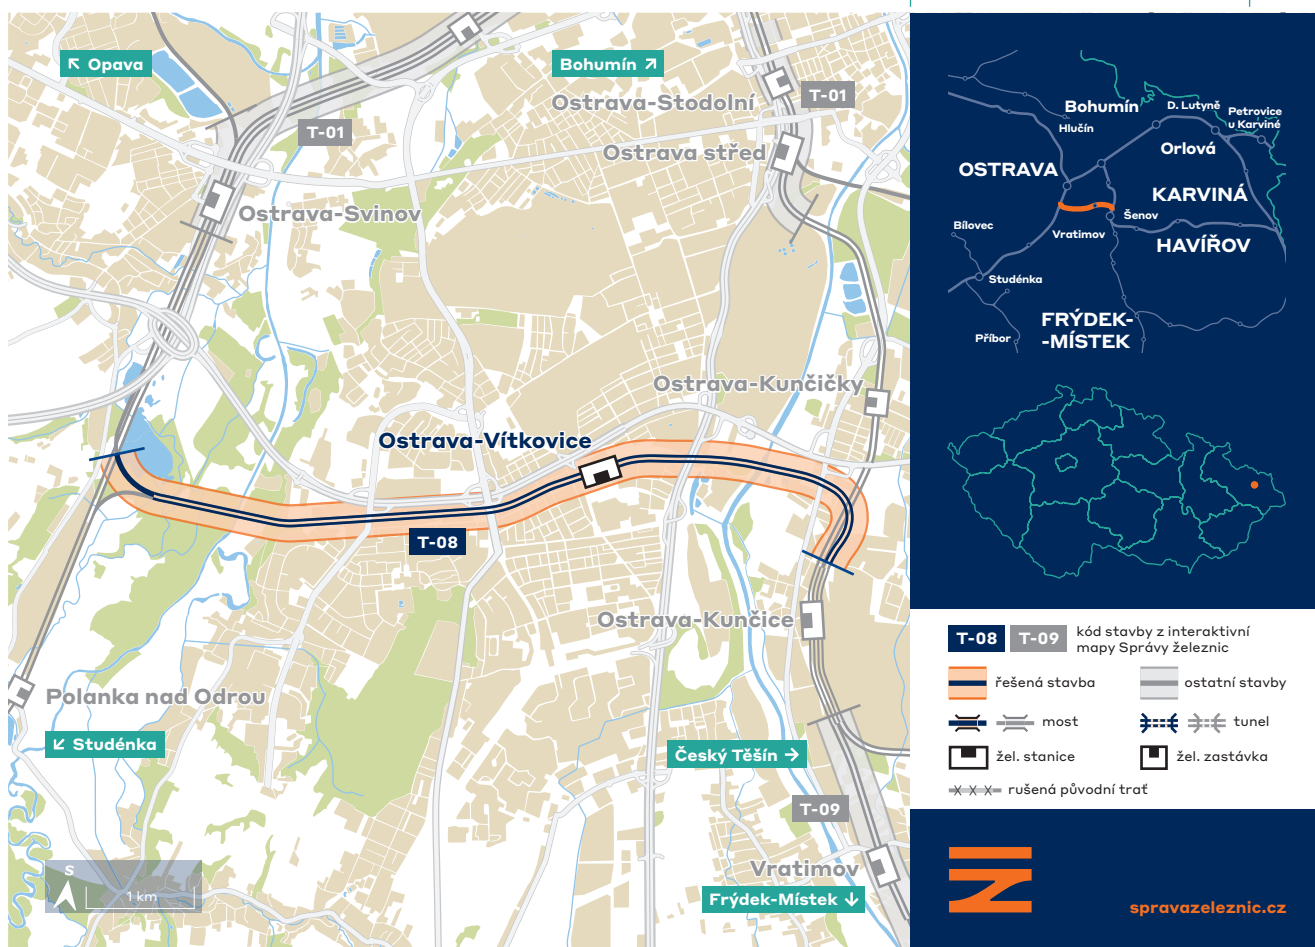 ↖ Opava
Bohumín ↗
T-01
Ostrava-Stodolní
T-01
Ostrava střed
Ostrava-Svinov
Ostrava-Kunčičky
Ostrava-Vítkovice
T-08
Ostrava-Kunčice
Polanka nad Odrou
↙ Studénka
Český Těšín →
T-09
Vratimov
Frýdek-Místek ↓
S
1 km
Bohumín
D. Lutyně
Petrovice
u Karviné
Hlučín
Orlová
OSTRAVA
KARVINÁ
Šenov
Bílovec
Vratimov
HAVÍŘOV
Studénka
FRÝDEK-
-MÍSTEK
Příbor
T-08 T-09 kód stavby z interaktivní
mapy Správy železnic
řešená stavba
ostatní stavby
most
tunel
žel. stanice
žel. zastávka
rušená původní trať
spravazeleznic.cz